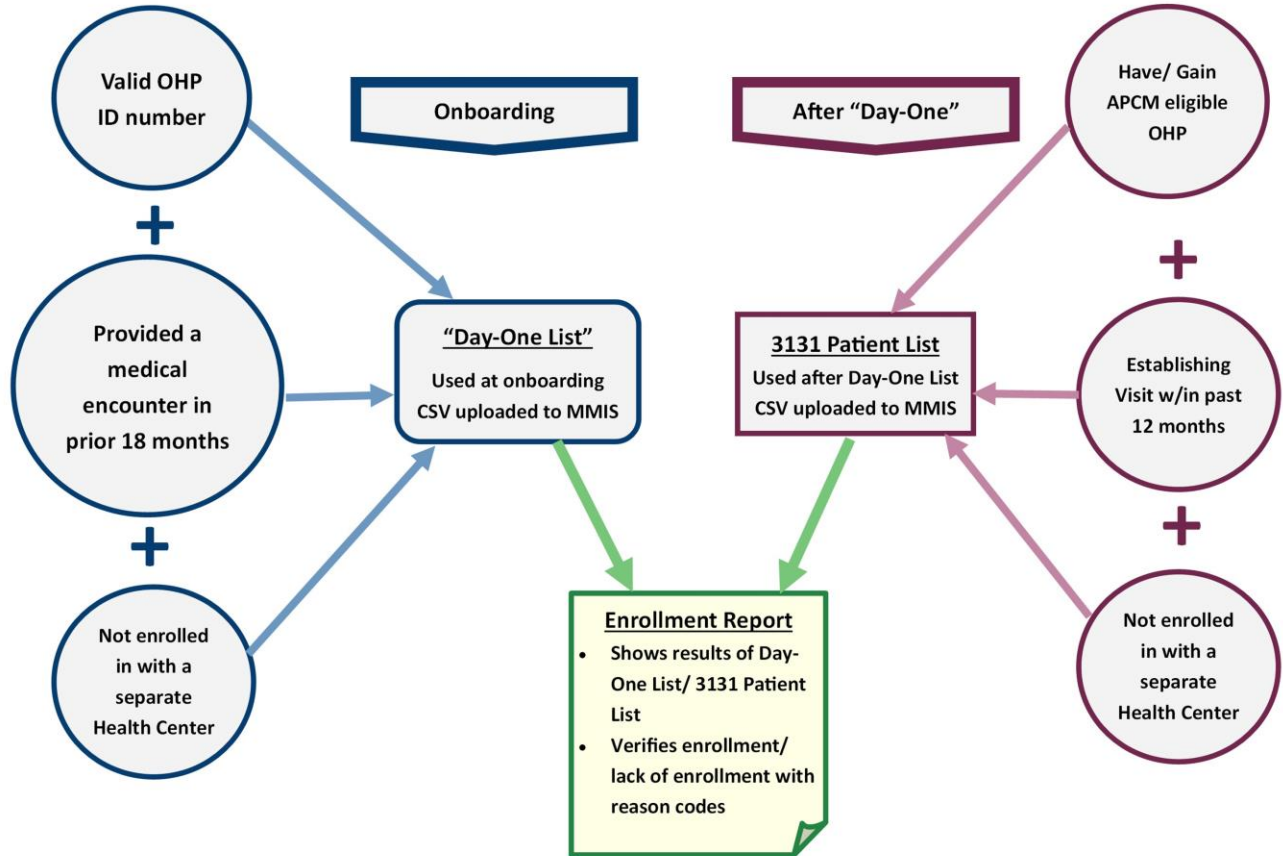 Valid OHP
ID number
+
Provided a
medical
encounter in
prior 18 months
+
Not enrolled
in with a
separate
Health Center
Onboarding
“Day-One List”
Used at onboarding
CSV uploaded to MMIS
After “Day-One”
3131 Patient List
Used after Day-One List
CSV uploaded to MMIS
Have/ Gain
APCM eligible
OHP
+
Establishing
Visit w/in past
12 months
+
Not enrolled
in with a
separate
Health Center
Enrollment Report
• Shows results of Day-
One List/ 3131 Patient
List
• Verifies enrollment/
lack of enrollment with
reason codes